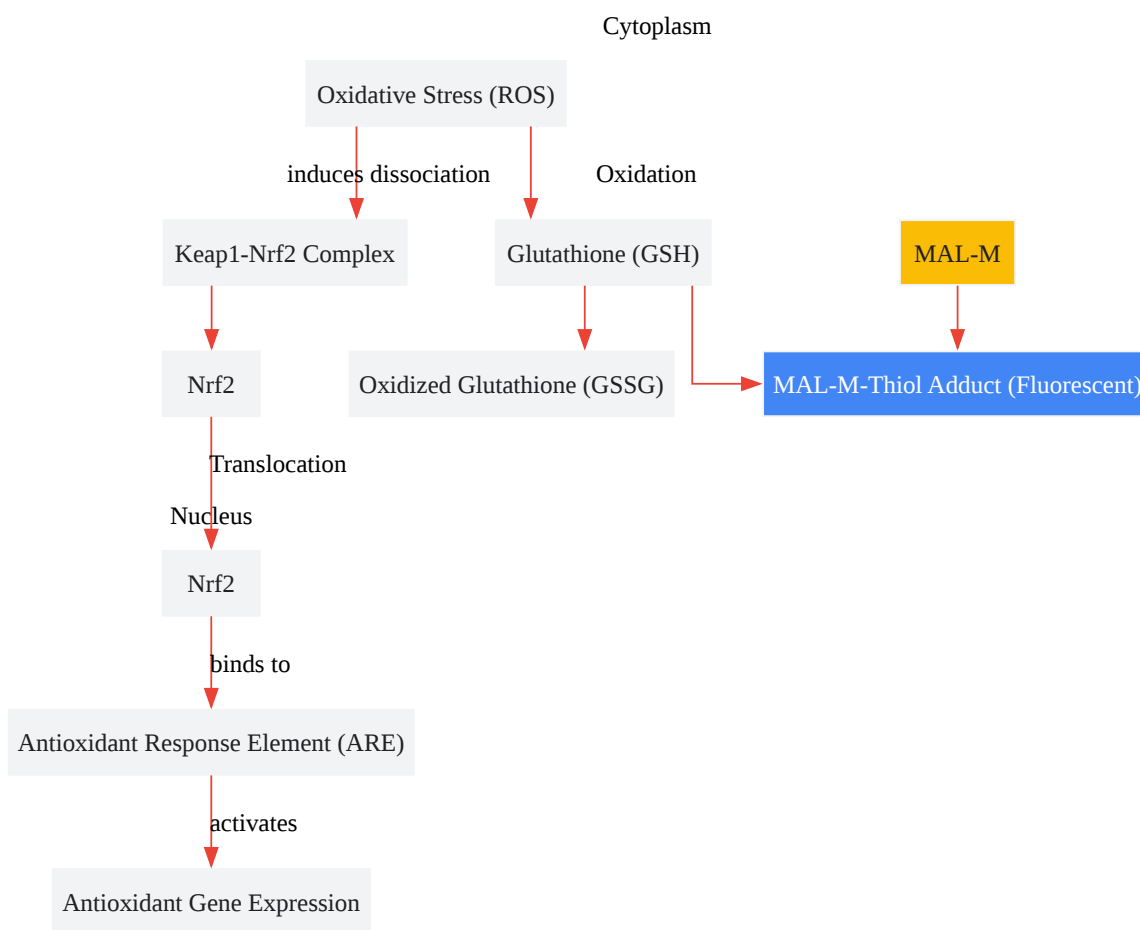 Cytoplasm
Oxidative Stress (ROS)
induces dissociation
Oxidation
Keap1-Nrf2 Complex
Glutathione (GSH)
MAL-M
Nrf2
Oxidized Glutathione (GSSG)
MAL-M-Thiol Adduct (Fluorescent)
Translocation
Nucleus
Nrf2
binds to
Antioxidant Response Element (ARE)
activates
Antioxidant Gene Expression